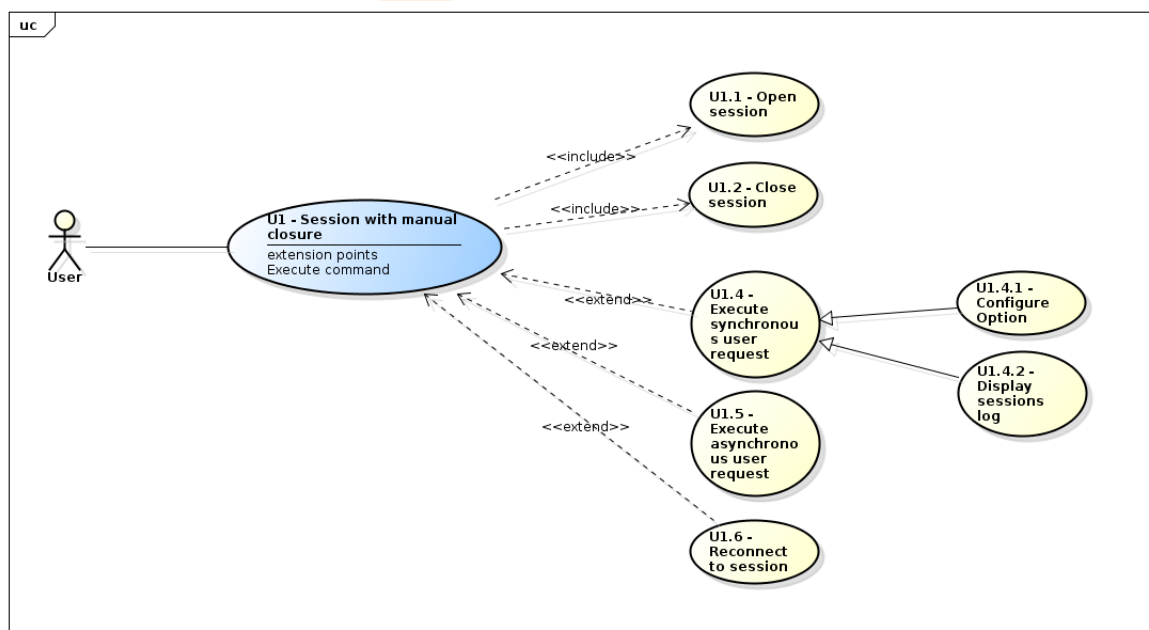 uc
U1.1 - Open
session
<<include>>
U1.2 - Close
session
<<include>>
U1 - Session with manual
closure
extension points
Execute command
User
<<extend>>
U1.4 -
Execute
synchronou
s user
request
U1.4.1 -
Configure
Option
<<extend>>
U1.4.2 -
Display
sessions
log
U1.5 -
Execute
asynchrono
us user
request
<<extend>>
U1.6 -
Reconnect
to session